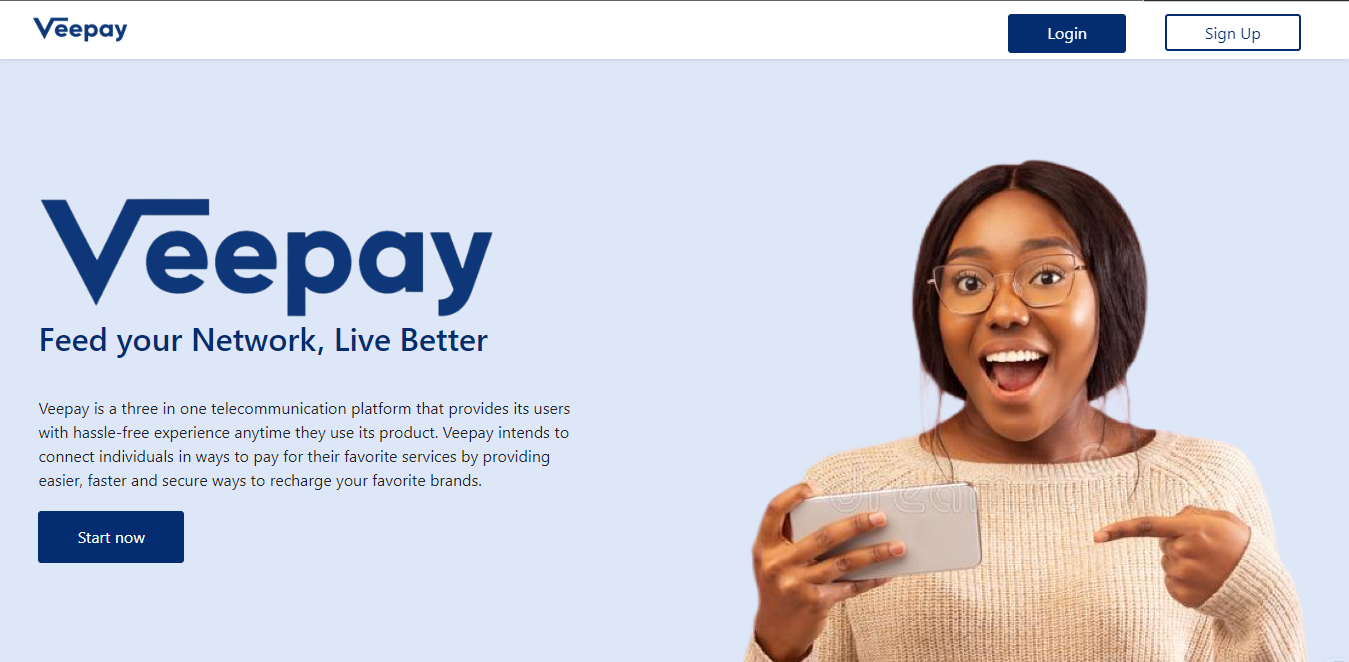 Veepay
Login
Sign Up
Veepay
Feed your Network, Live Better
Veepay is a three in one telecommunication platform that provides its users
with hassle-free experience anytime they use its product. Veepay intends to
connect individuals in ways to pay for their favorite services by providing
easier, faster and secure ways to recharge your favorite brands.
Start now